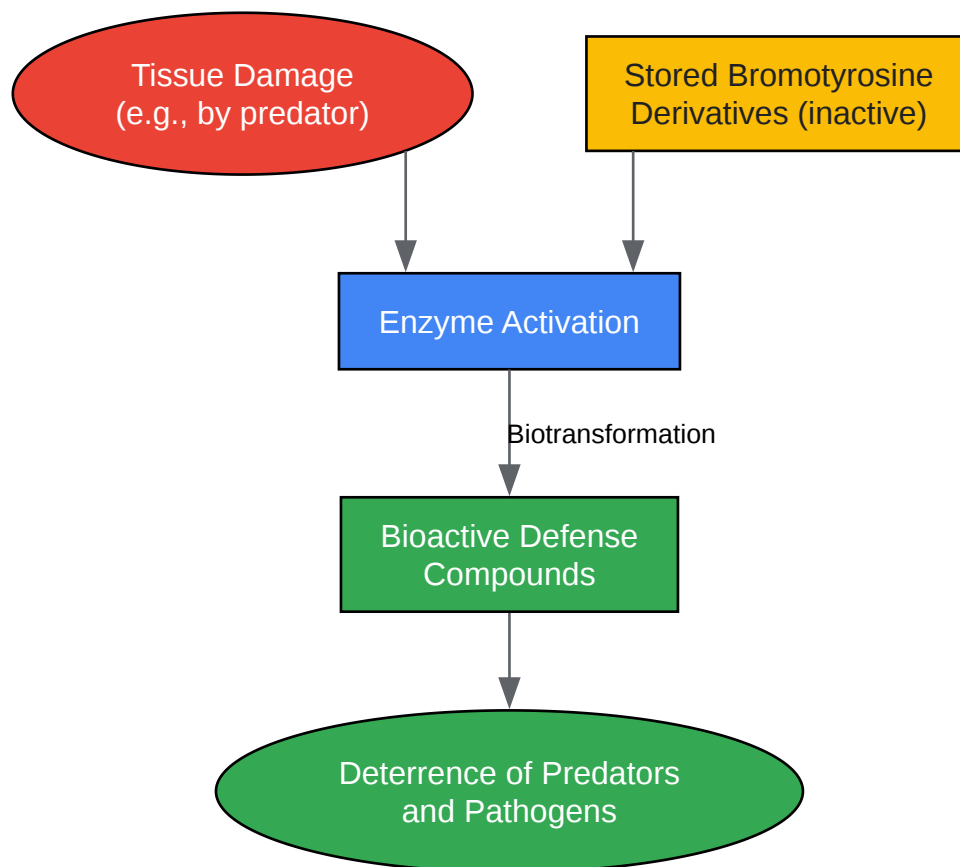 Tissue Damage
(e.g., by predator)
Stored Bromotyrosine
Derivatives (inactive)
Enzyme Activation
Biotransformation
Bioactive Defense
Compounds
Deterrence of Predators
and Pathogens